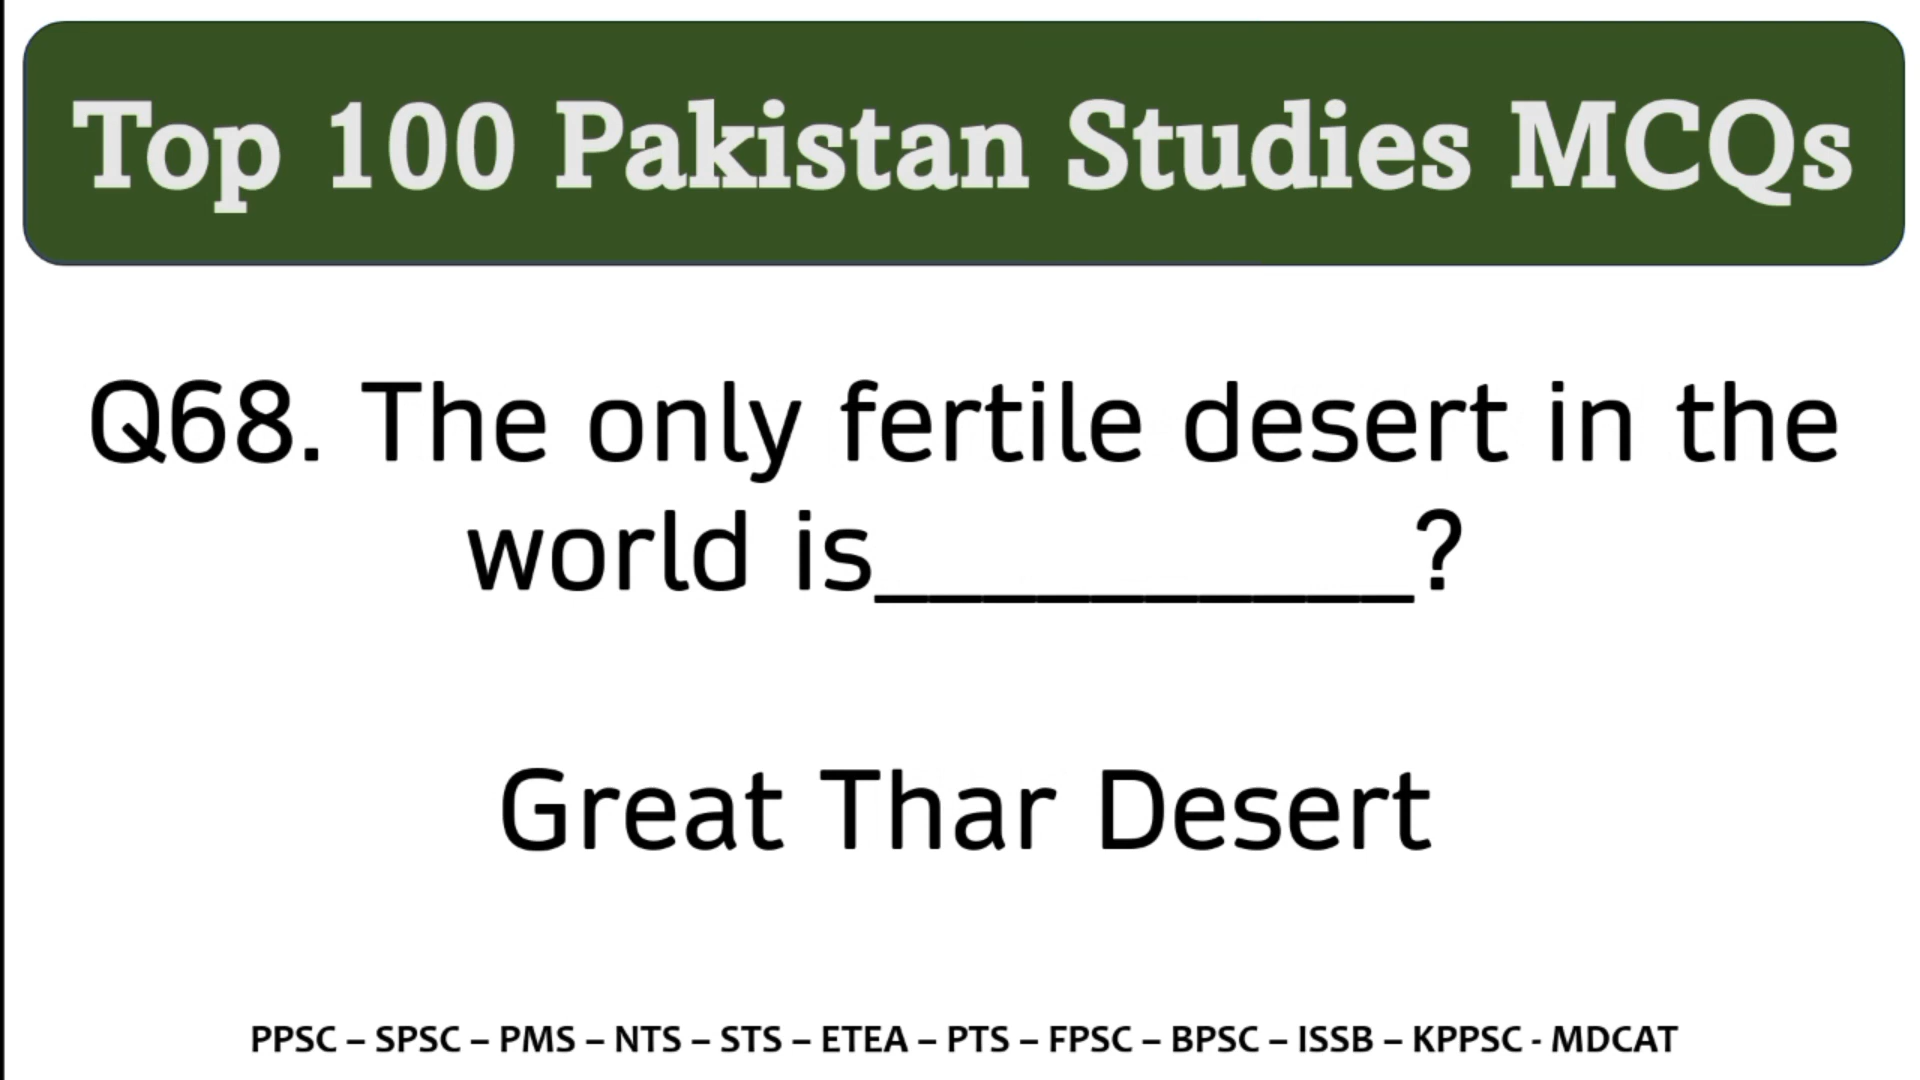 Top 100 Pakistan Studies MCQs
Q68. The only fertile desert in the
world is__________?
Great Thar Desert
PPSC – SPSC – PMS – NTS – STS – ETEA – PTS – FPSC – BPSC – ISSB – KPPSC - MDCAT